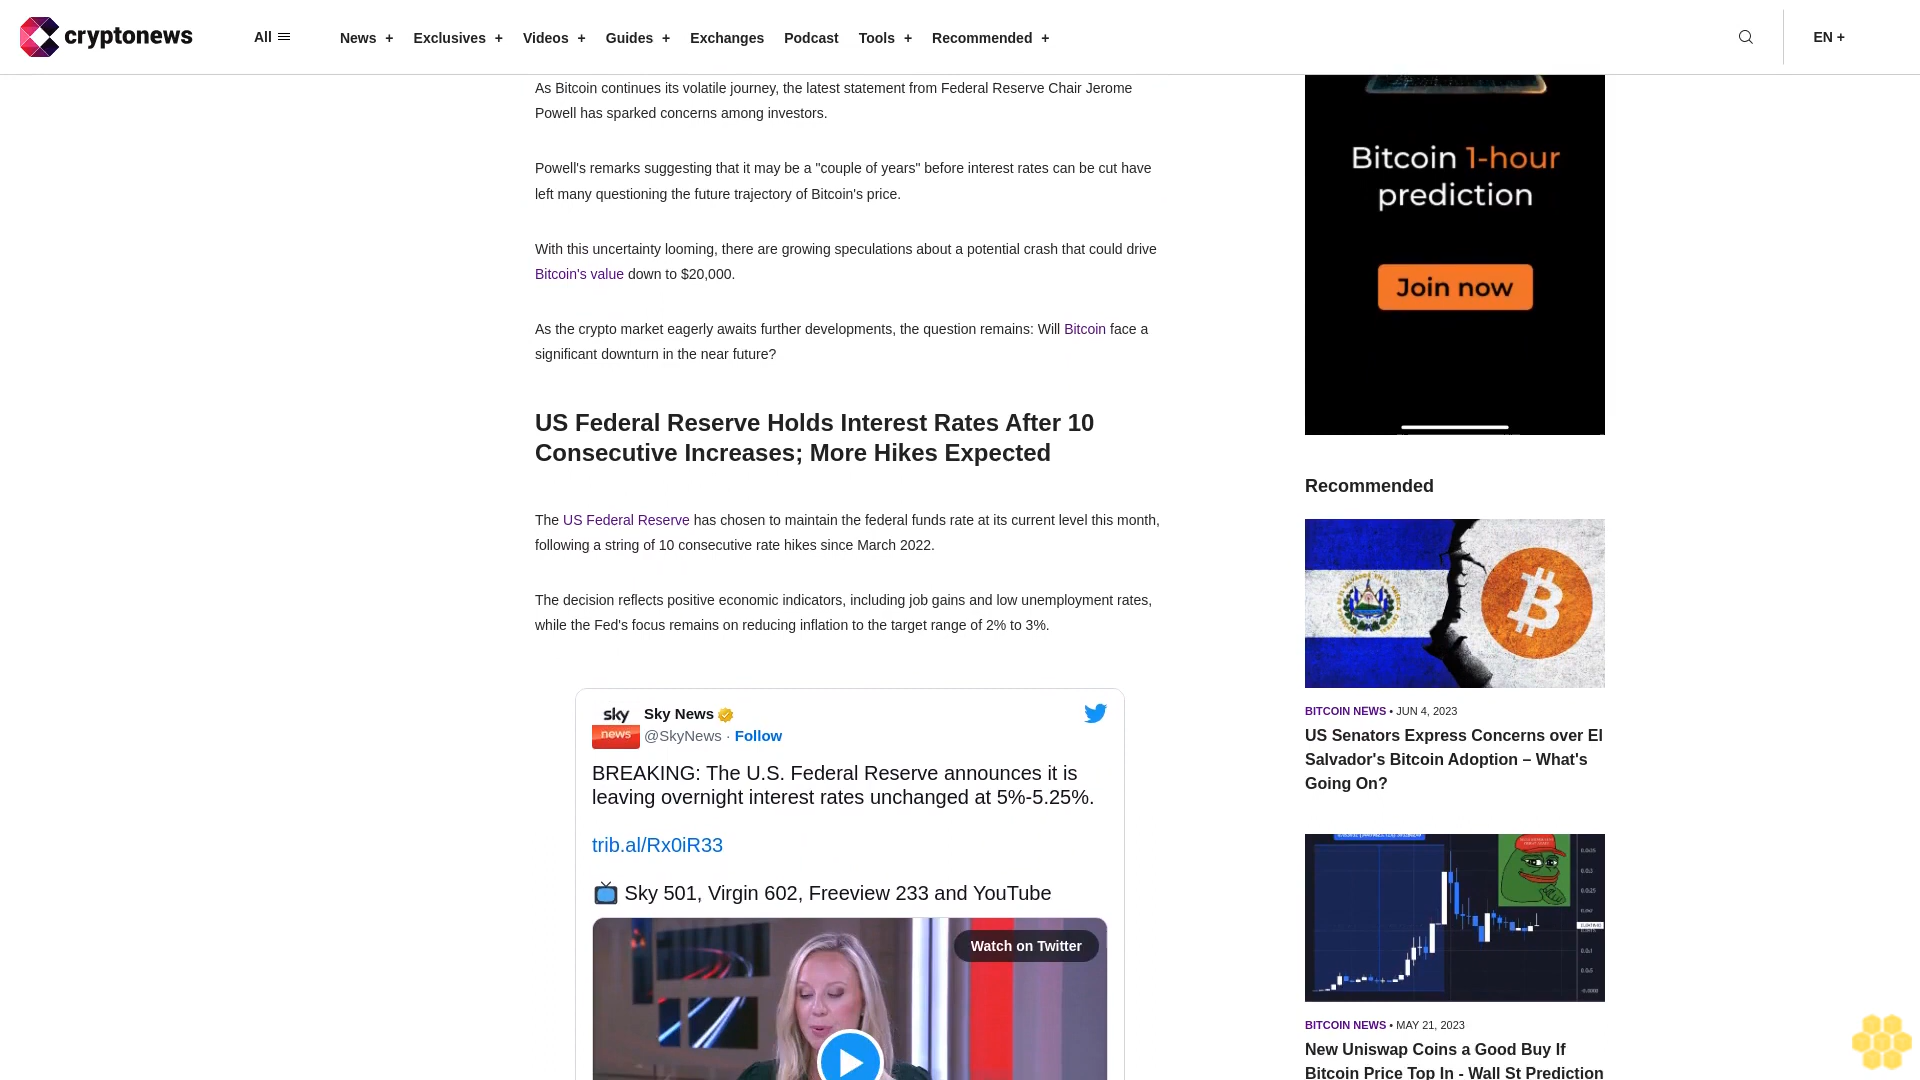 cryptonews
All
News +
Exclusives +
Videos +
Guides +
Exchanges
Podcast
Tools +
Recommended +
EN +
As Bitcoin continues its volatile journey, the latest statement from Federal Reserve Chair Jerome
Powell has sparked concerns among investors.
Powell's remarks suggesting that it may be a "couple of years" before interest rates can be cut have
left many questioning the future trajectory of Bitcoin's price.
With this uncertainty looming, there are growing speculations about a potential crash that could drive
Bitcoin's value down to $20,000.
As the crypto market eagerly awaits further developments, the question remains: Will Bitcoin face a
significant downturn in the near future?
US Federal Reserve Holds Interest Rates After 10
Consecutive Increases; More Hikes Expected
The US Federal Reserve has chosen to maintain the federal funds rate at its current level this month,
following a string of 10 consecutive rate hikes since March 2022.
The decision reflects positive economic indicators, including job gains and low unemployment rates,
while the Fed's focus remains on reducing inflation to the target range of 2% to 3%.
sky
news
Sky News
@SkyNews · Follow
BREAKING: The U.S. Federal Reserve announces it is
leaving overnight interest rates unchanged at 5%-5.25%.
trib.al/Rx0iR33
📺 Sky 501, Virgin 602, Freeview 233 and YouTube
Watch on Twitter
Bitcoin 1-hour
prediction
Join now
Recommended
BITCOIN NEWS • JUN 4, 2023
US Senators Express Concerns over El
Salvador's Bitcoin Adoption – What's
Going On?
BITCOIN NEWS • MAY 21, 2023
New Uniswap Coins a Good Buy If
Bitcoin Price Top In - Wall St Prediction